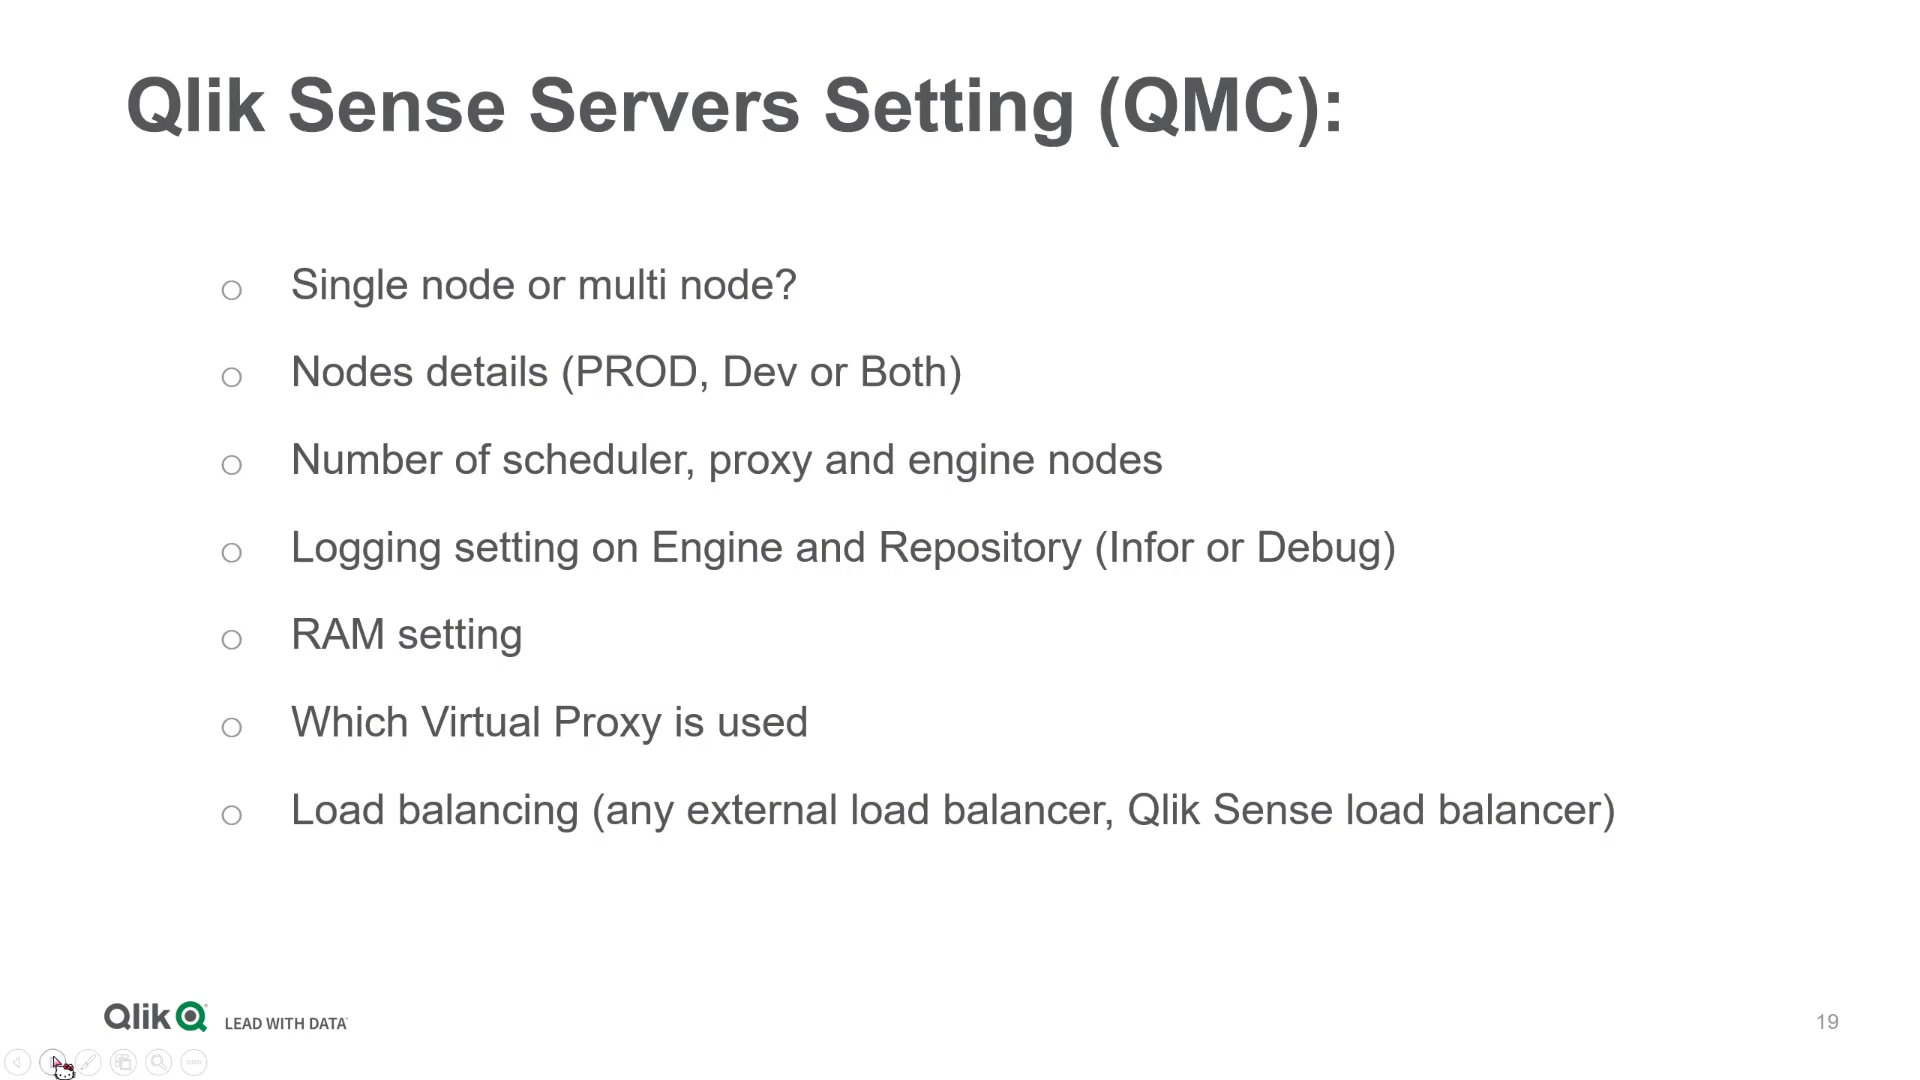 Qlik Sense Servers Setting (QMC):
Single node or multi node?
Nodes details (PROD, Dev or Both)
Number of scheduler, proxy and engine nodes
Logging setting on Engine and Repository (Infor or Debug)
RAM setting
Which Virtual Proxy is used
Load balancing (any external load balancer, Qlik Sense load balancer)
Qlik LEAD WITH DATA
19